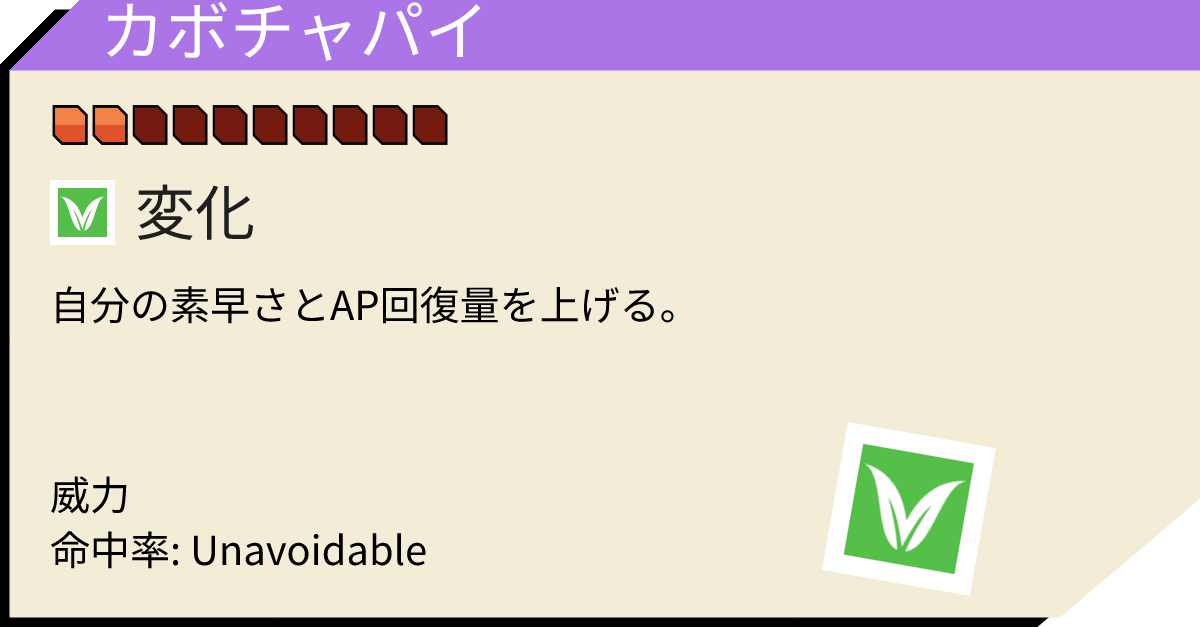 カボチャパイ
変化
自分の素早さとAP回復量を上げる。
威力
命中率: Unavoidable